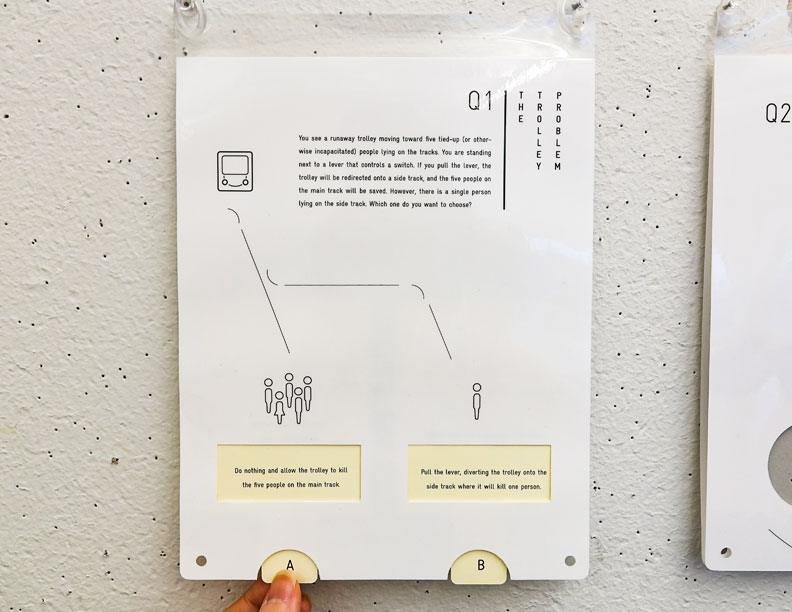 Q1
THE
TROLLEY
PROBLEM
You see a runaway trolley moving toward five tied-up (or other-
wise incapacitated) people lying on the tracks. You are standing
next to a lever that controls a switch. If you pull the lever, the
trolley will be redirected onto a side track, and the five people on
the main track will be saved. However, there is a single person
lying on the side track. Which one do you want to choose?
Do nothing and allow the trolley to kill
the five people on the main track.
Pull the lever, diverting the trolley onto the
side track where it will kill one person.
A
B
Q2